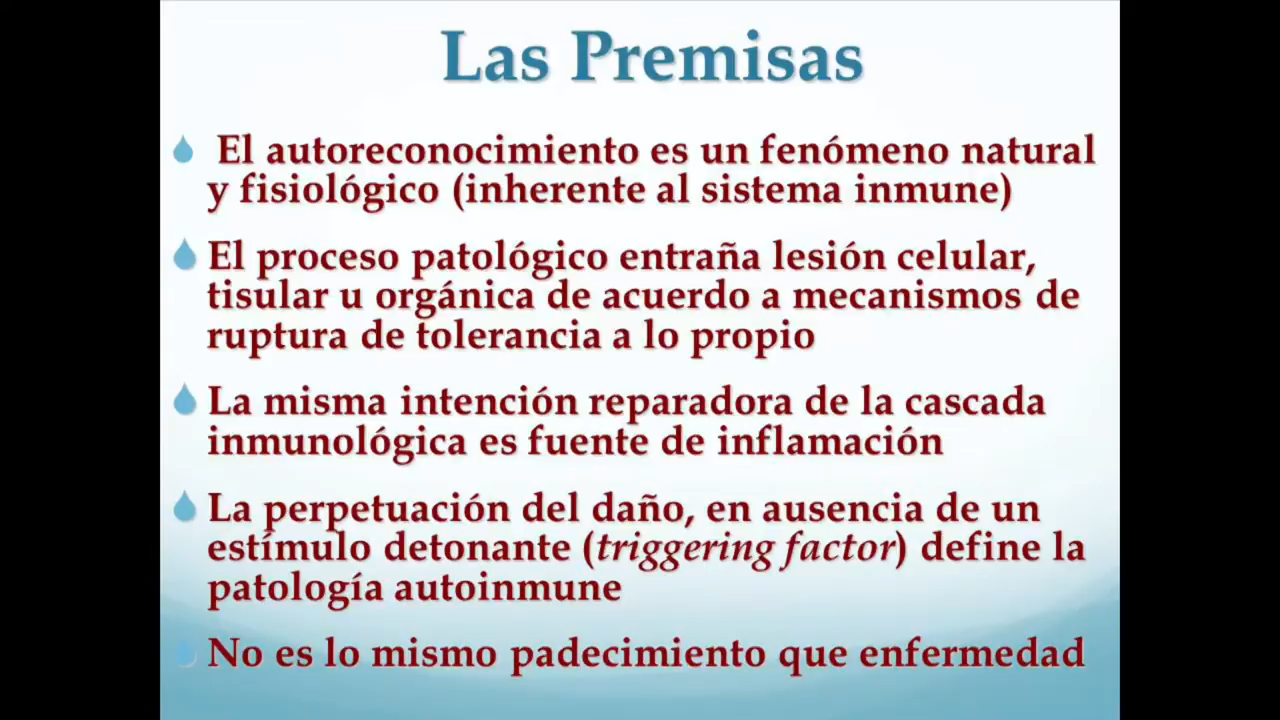 Las Premisas
El autoreconocimiento es un fenómeno natural
y fisiológico (inherente al sistema inmune)
El proceso patológico entraña lesión celular,
tisular u orgánica de acuerdo a mecanismos de
ruptura de tolerancia a lo propio
La misma intención reparadora de la cascada
inmunológica es fuente de inflamación
La perpetuación del daño, en ausencia de un
estímulo detonante (triggering factor) define la
patología autoinmune
No es lo mismo padecimiento que enfermedad